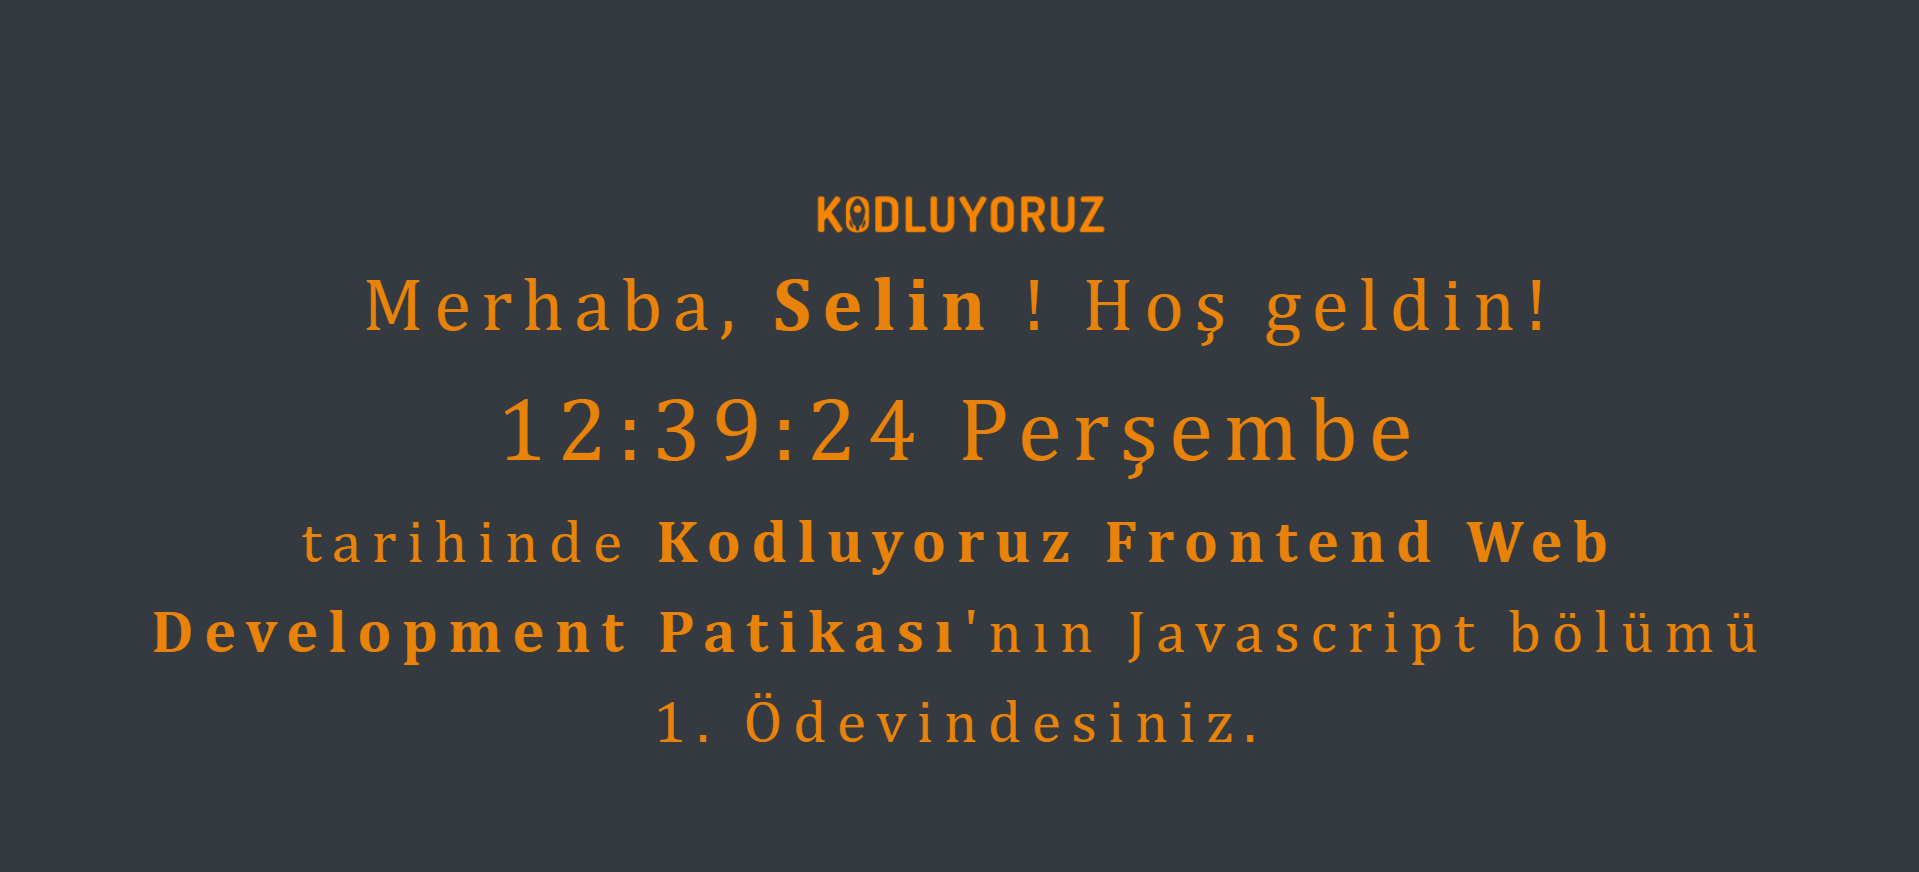 KODLUYORUZ
Merhaba, Selin ! Hoş geldin!
12:39:24 Perşembe
tarihinde Kodluyoruz Frontend Web
Development Patikası'nın Javascript bölümü
1. Ödevindesiniz.